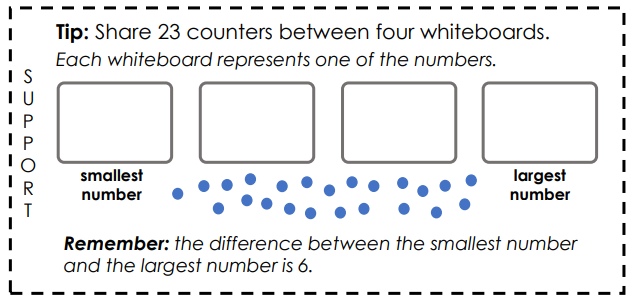 Tip: Share 23 counters between four whiteboards.
Each whiteboard represents one of the numbers.
SUPPORT
smallest
number
largest
number
Remember: the difference between the smallest number
and the largest number is 6.